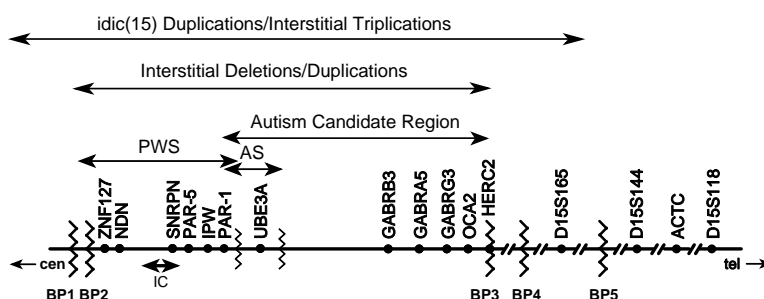 idic(15) Duplications/Interstitial Triplications
Interstitial Deletions/Duplications
Autism Candidate Region
PWS
AS
ZNF127
NDN
SNRPN
PAR-5
IPW
PAR-1
UBE3A
GABRB3
GABRA5
GABRG3
OCA2
HERC2
D15S165
D15S144
ACTC
D15S118
cen
IC
tel
BP1 BP2 BP3 BP4 BP5